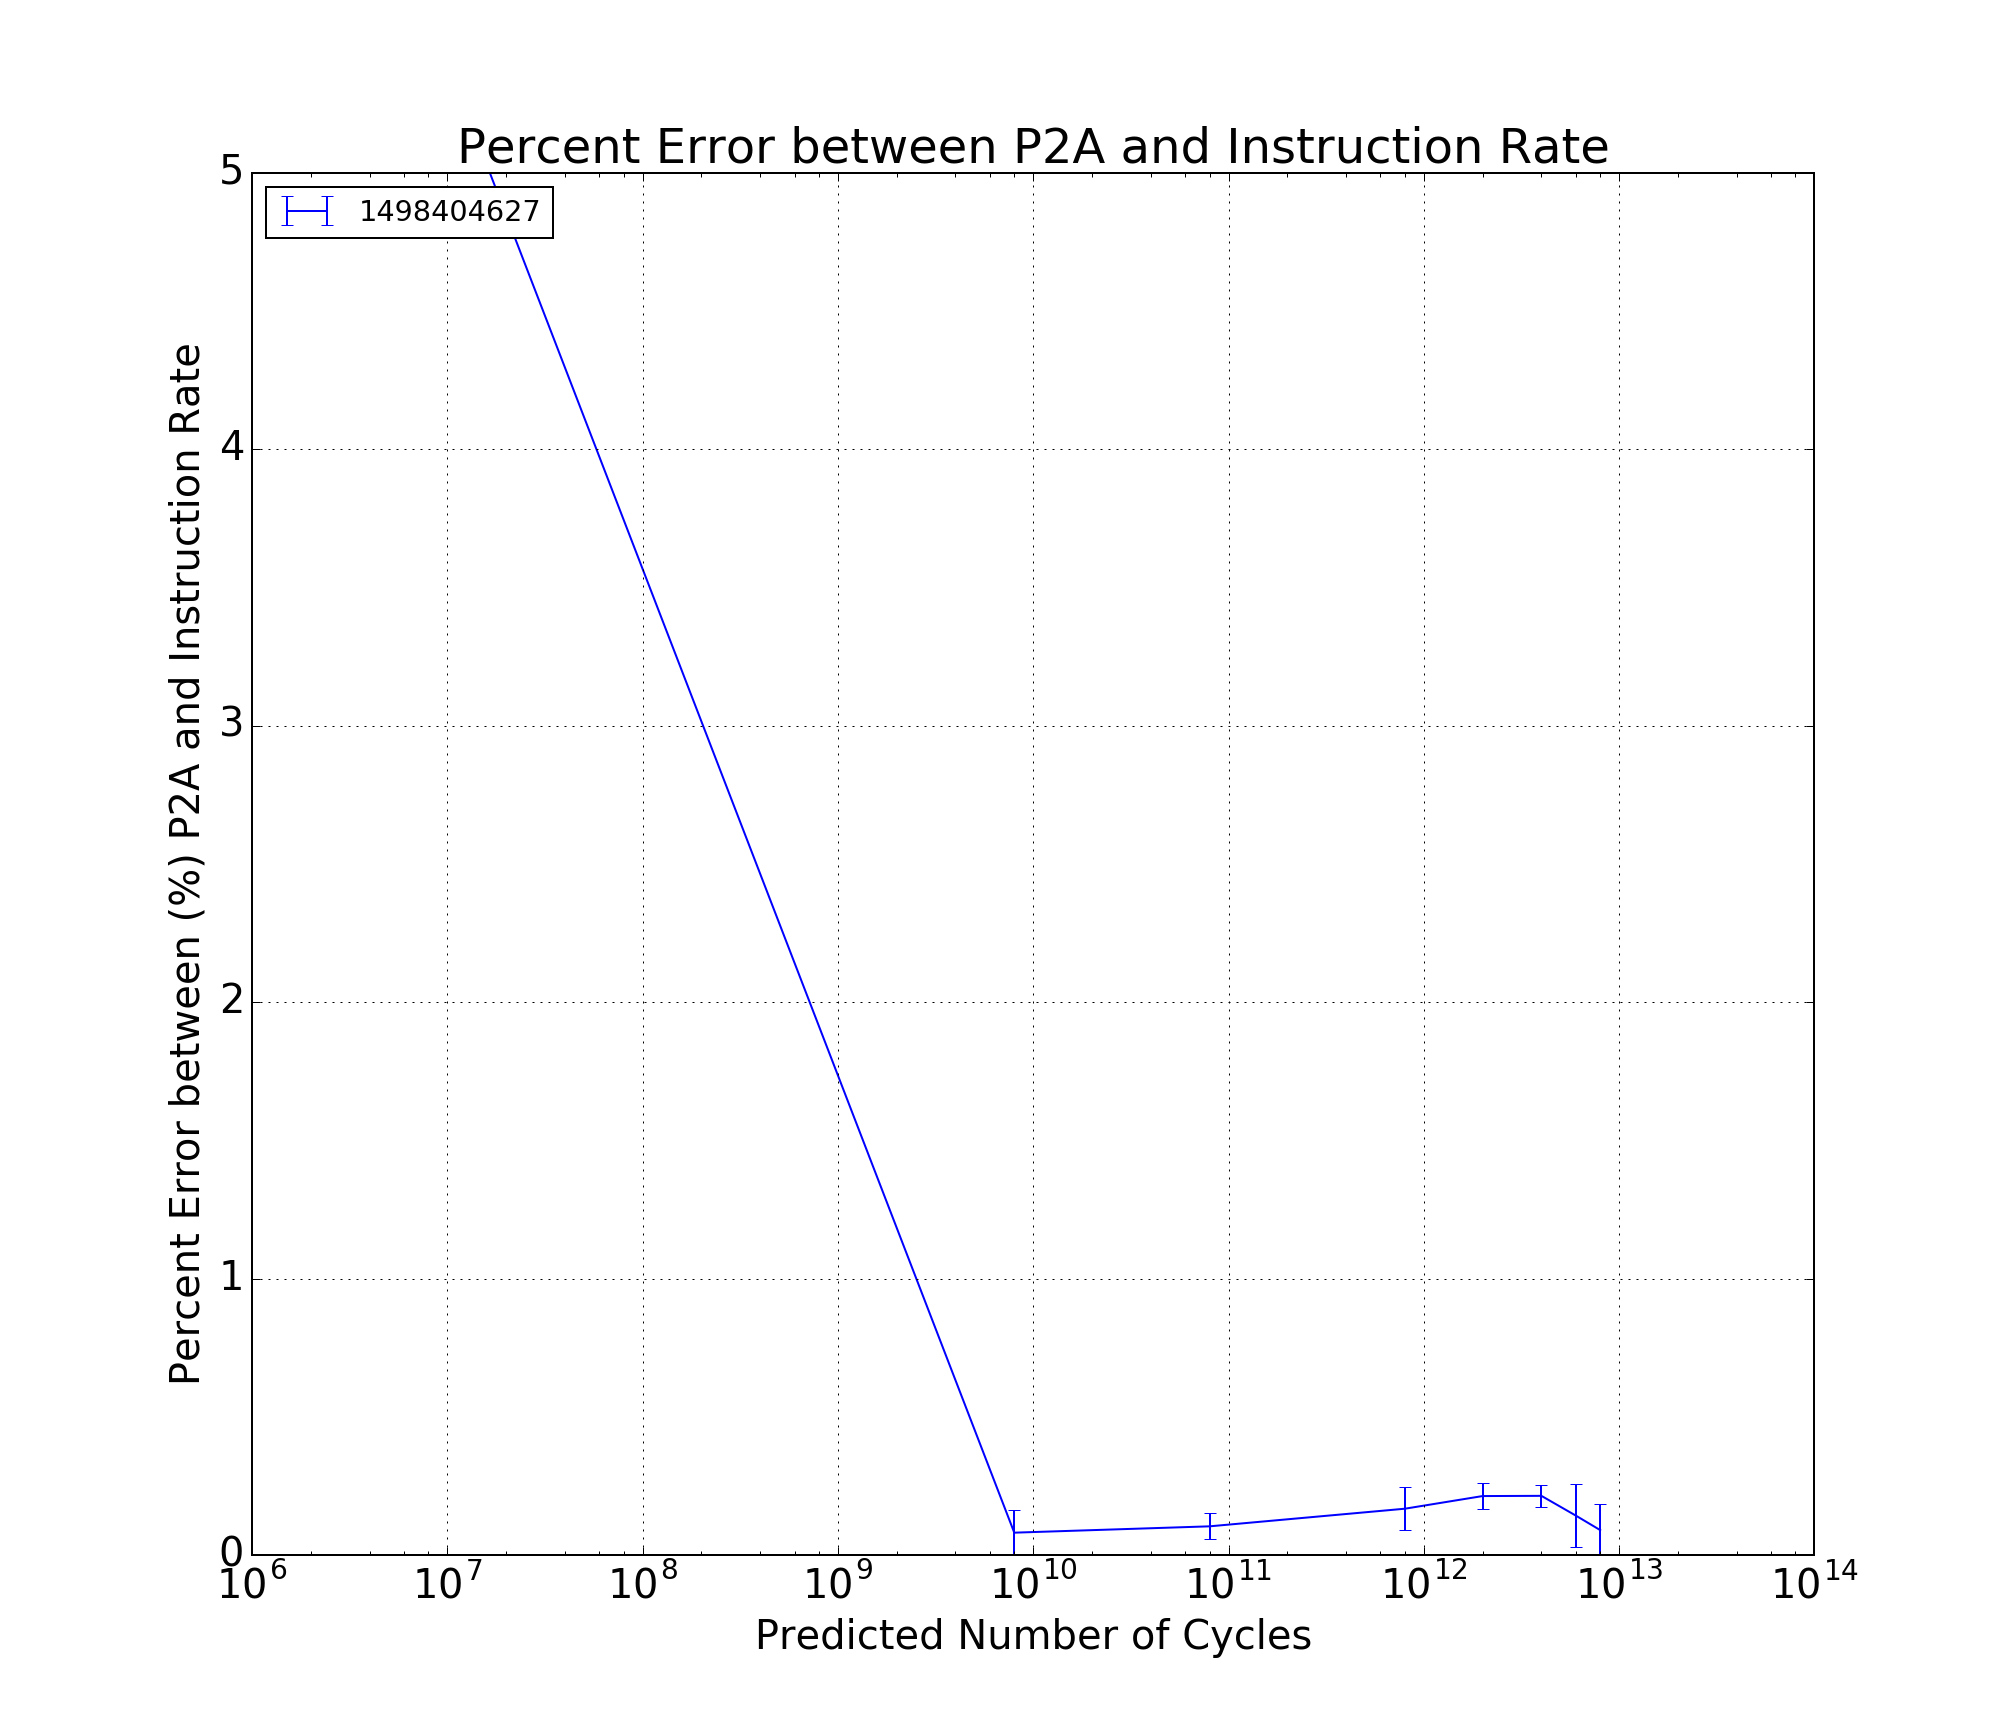 Percent Error between P2A and Instruction Rate
1498404627
Percent Error between (%) P2A and Instruction Rate
5
4
3
2
1
0
10^6 10^7 10^8 10^9 10^10 10^11 10^12 10^13 10^14
Predicted Number of Cycles